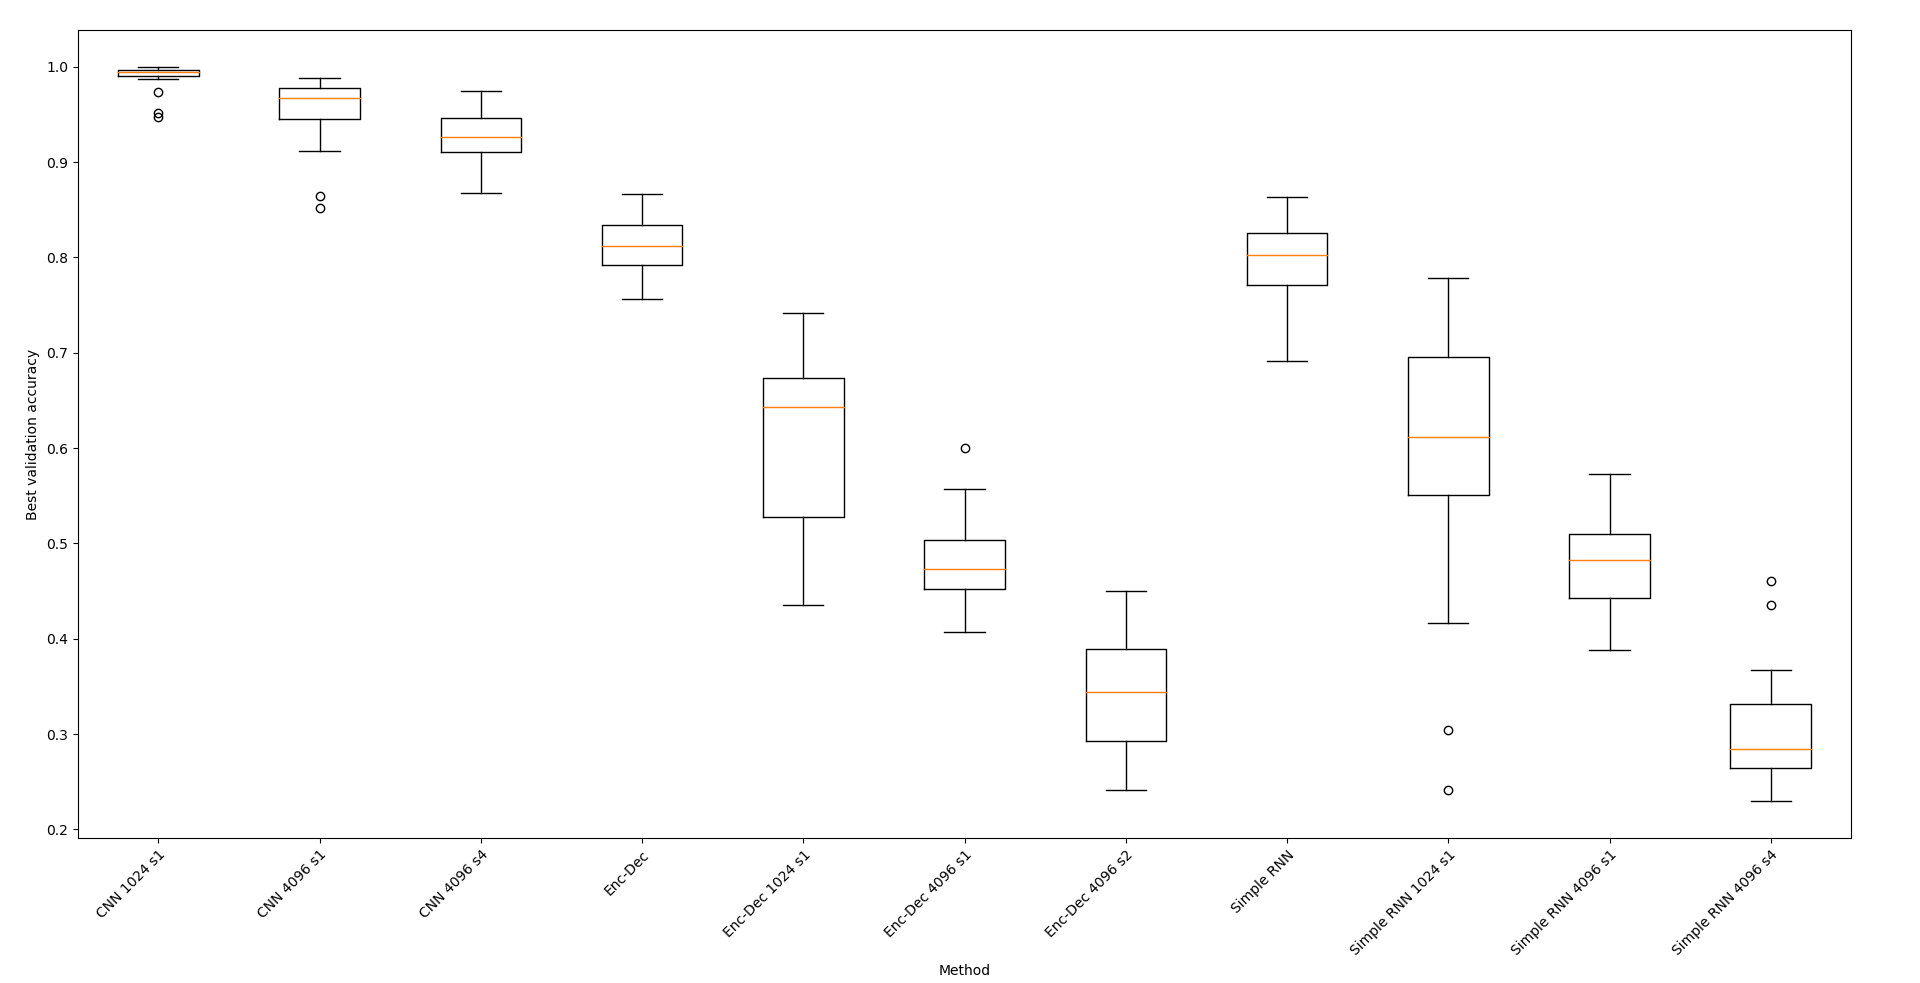 1.0
0.9
0.8
0.7
0.6
0.5
0.4
0.3
0.2
Best validation accuracy
CNN 1024 s1
CNN 4096 s1
CNN 4096 s4
Enc-Dec
Enc-Dec 1024 s1
Enc-Dec 4096 s1
Enc-Dec 4096 s2
Simple RNN
Simple RNN 1024 s1
Simple RNN 4096 s1
Simple RNN 4096 s4
Method